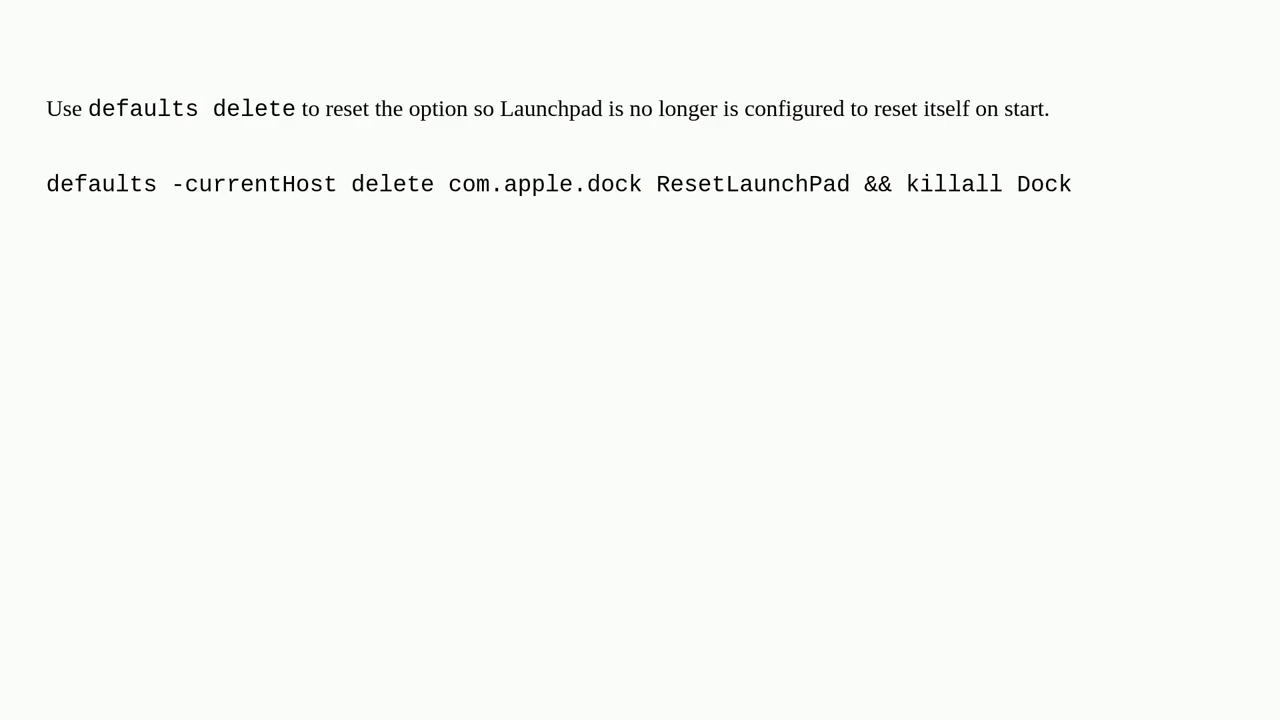 Use defaults delete to reset the option so Launchpad is no longer is configured to reset itself on start.
defaults -currentHost delete com.apple.dock ResetLaunchPad && killall Dock